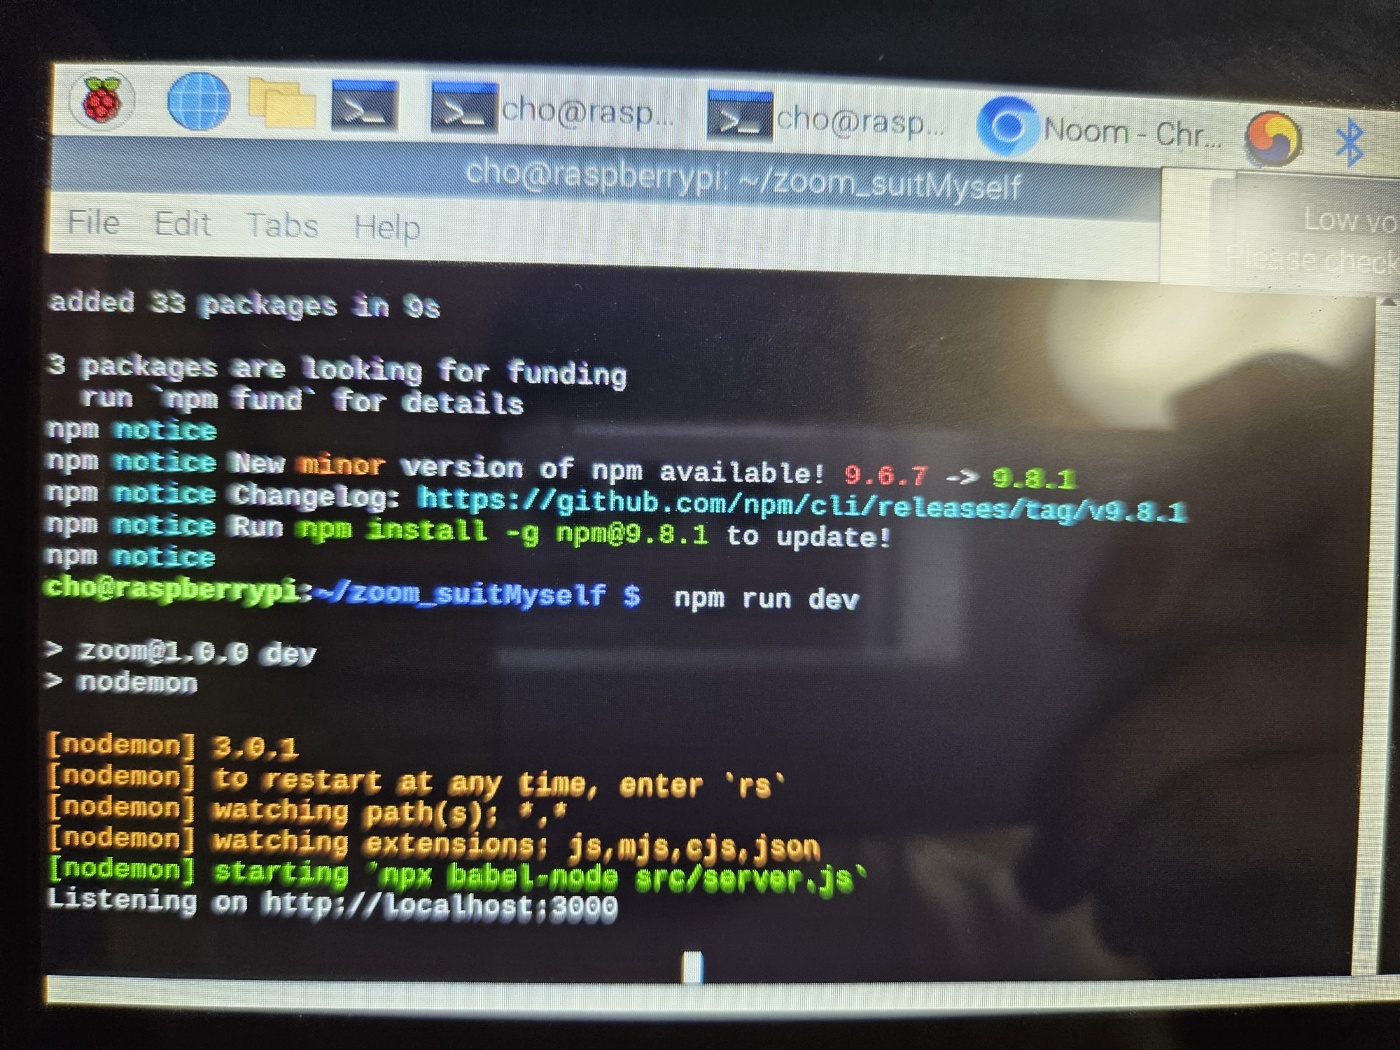 cho@rasp...
cho@rasp...
Noom - Chr...
cho@raspberrypi: ~/zoom_suitMyself
Low vo
Please check
File Edit Tabs Help
added 33 packages in 9s
3 packages are looking for funding
run `npm fund` for details
npm notice
npm notice New minor version of npm available! 9.6.7 -> 9.8.1
npm notice Changelog: https://github.com/npm/cli/releases/tag/v9.8.1
npm notice Run npm install -g npm@9.8.1 to update!
npm notice
cho@raspberrypi:~/zoom_suitMyself $  npm run dev
> zoom@1.0.0 dev
> nodemon
[nodemon] 3.0.1
[nodemon] to restart at any time, enter `rs`
[nodemon] watching path(s): *.*
[nodemon] watching extensions: js,mjs,cjs,json
[nodemon] starting `npx babel-node src/server.js`
Listening on http://localhost:3000